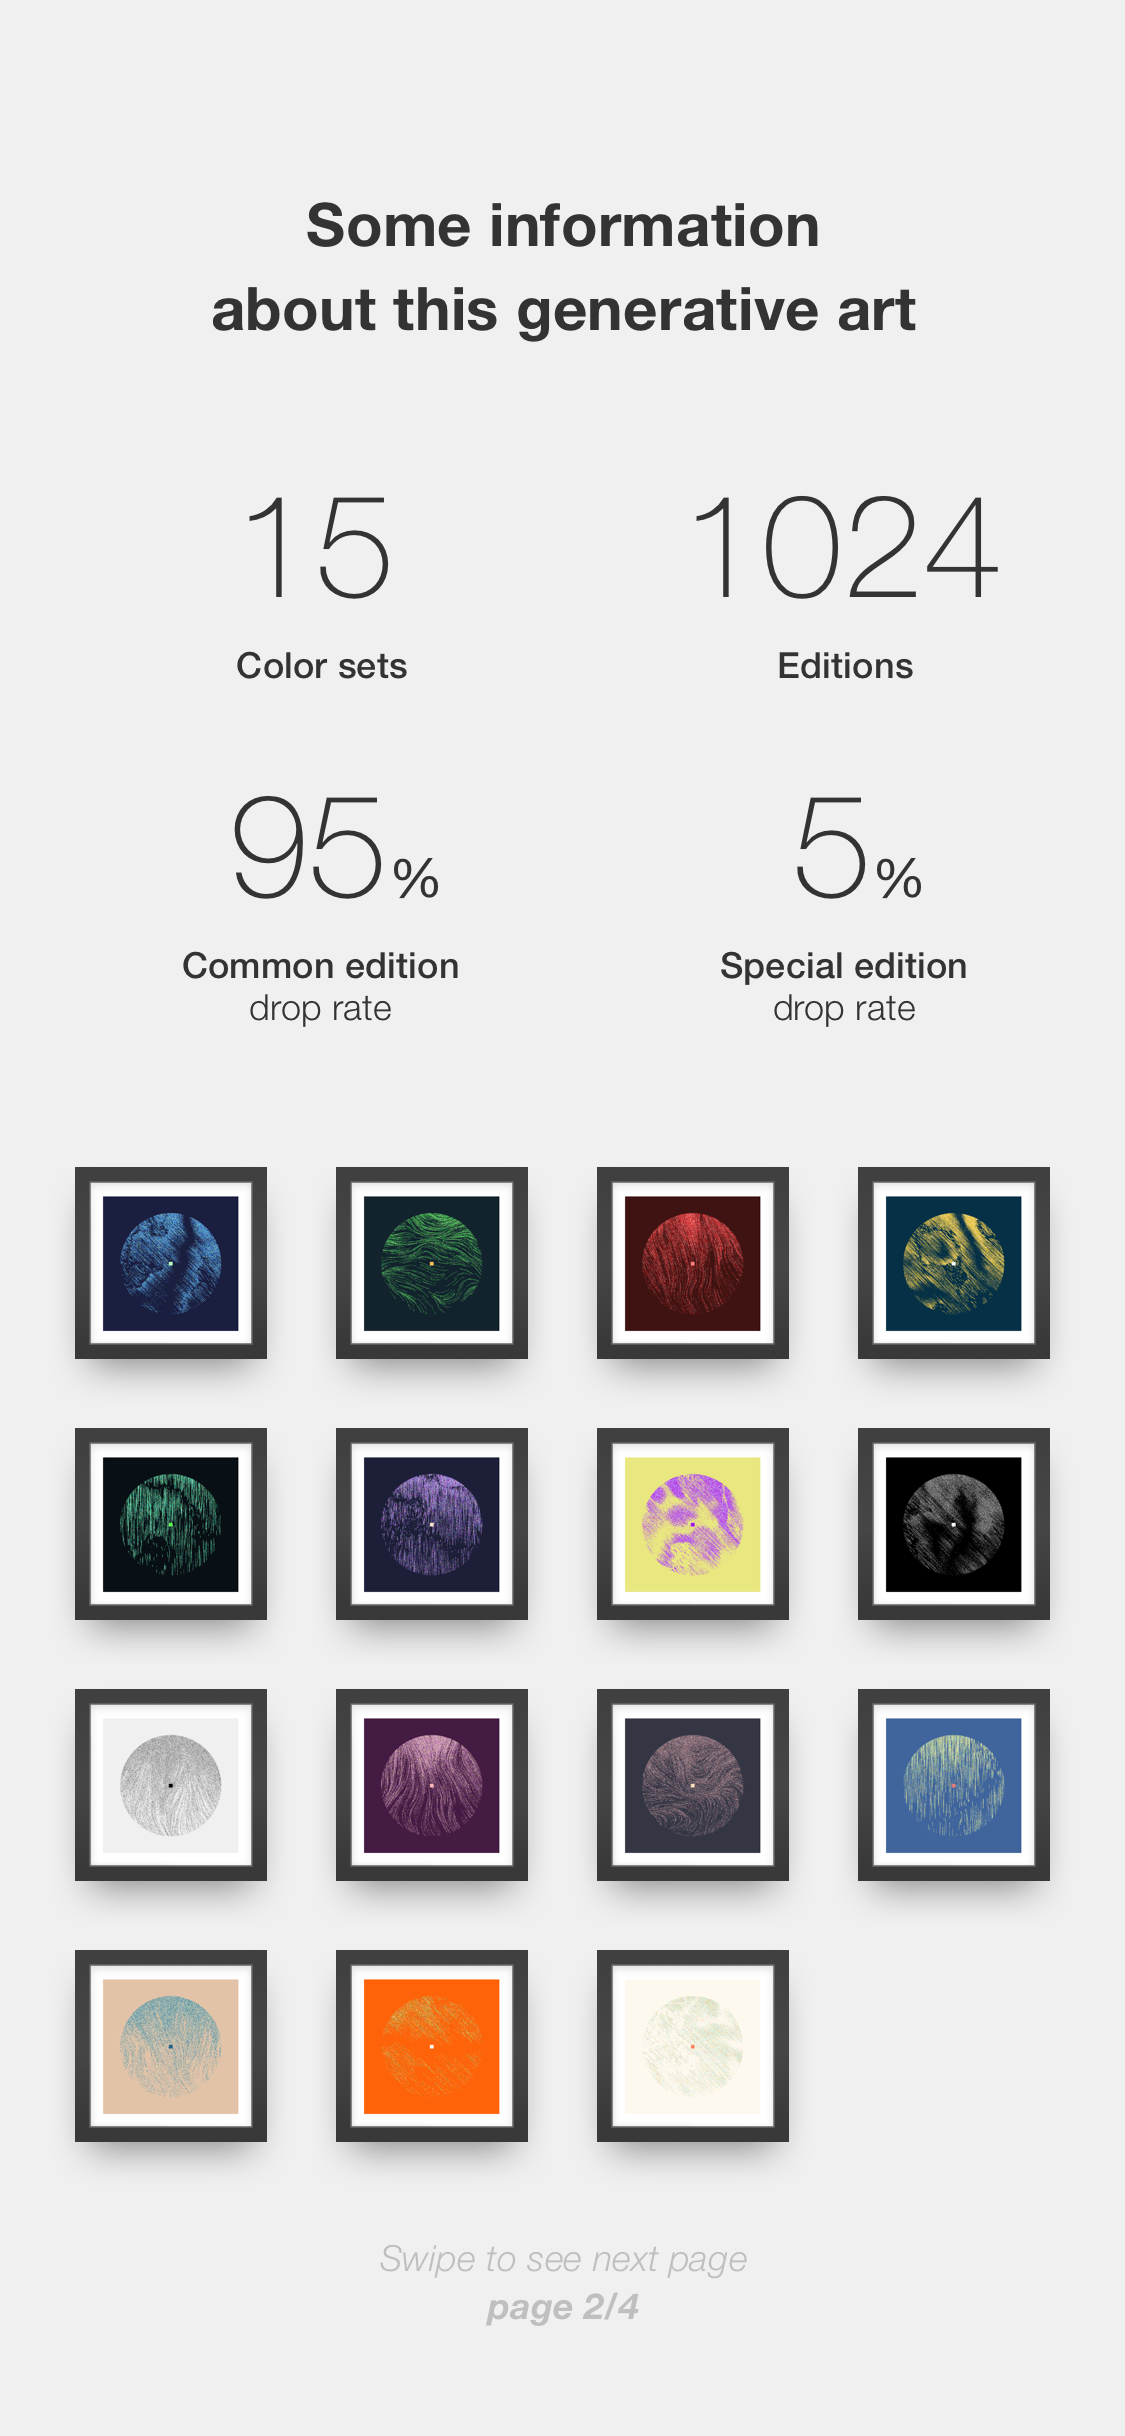 Some information
about this generative art
15
1024
Color sets
Editions
95%
5%
Common edition
drop rate
Special edition
drop rate
Swipe to see next page
page 2/4